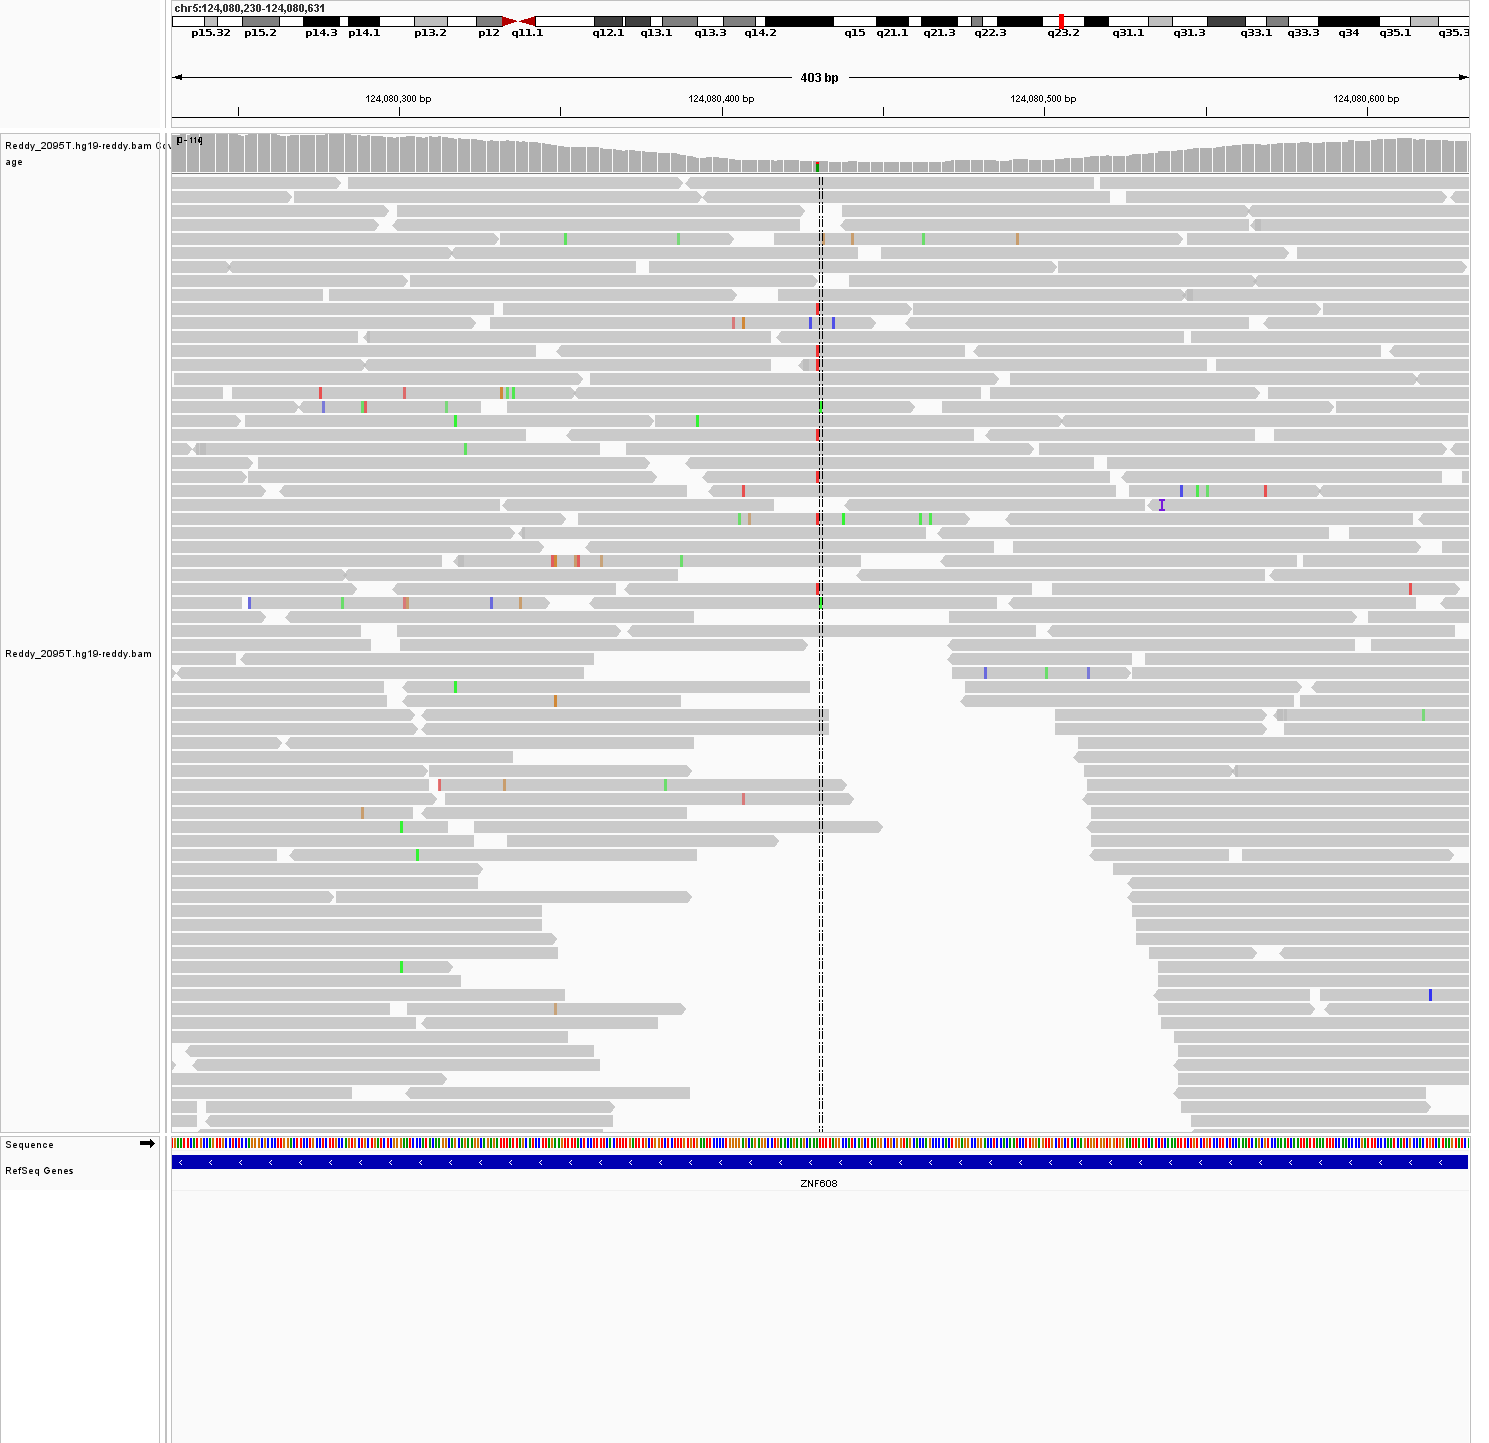 chr5:124,080,230-124,080,631
p15.32 p15.2 p14.3 p14.1 p13.2 p12 q11.1 q12.1 q13.1 q13.3 q14.2 q15 q21.1 q21.3 q22.3 q23.2 q31.1 q31.3 q33.1 q33.3 q34 q35.1 q35.3
403 bp
124,080,300 bp 124,080,400 bp 124,080,500 bp 124,080,600 bp
Reddy_2095T.hg19-reddy.bam Cov
age
I
Reddy_2095T.hg19-reddy.bam
Sequence
RefSeq Genes
ZNF608